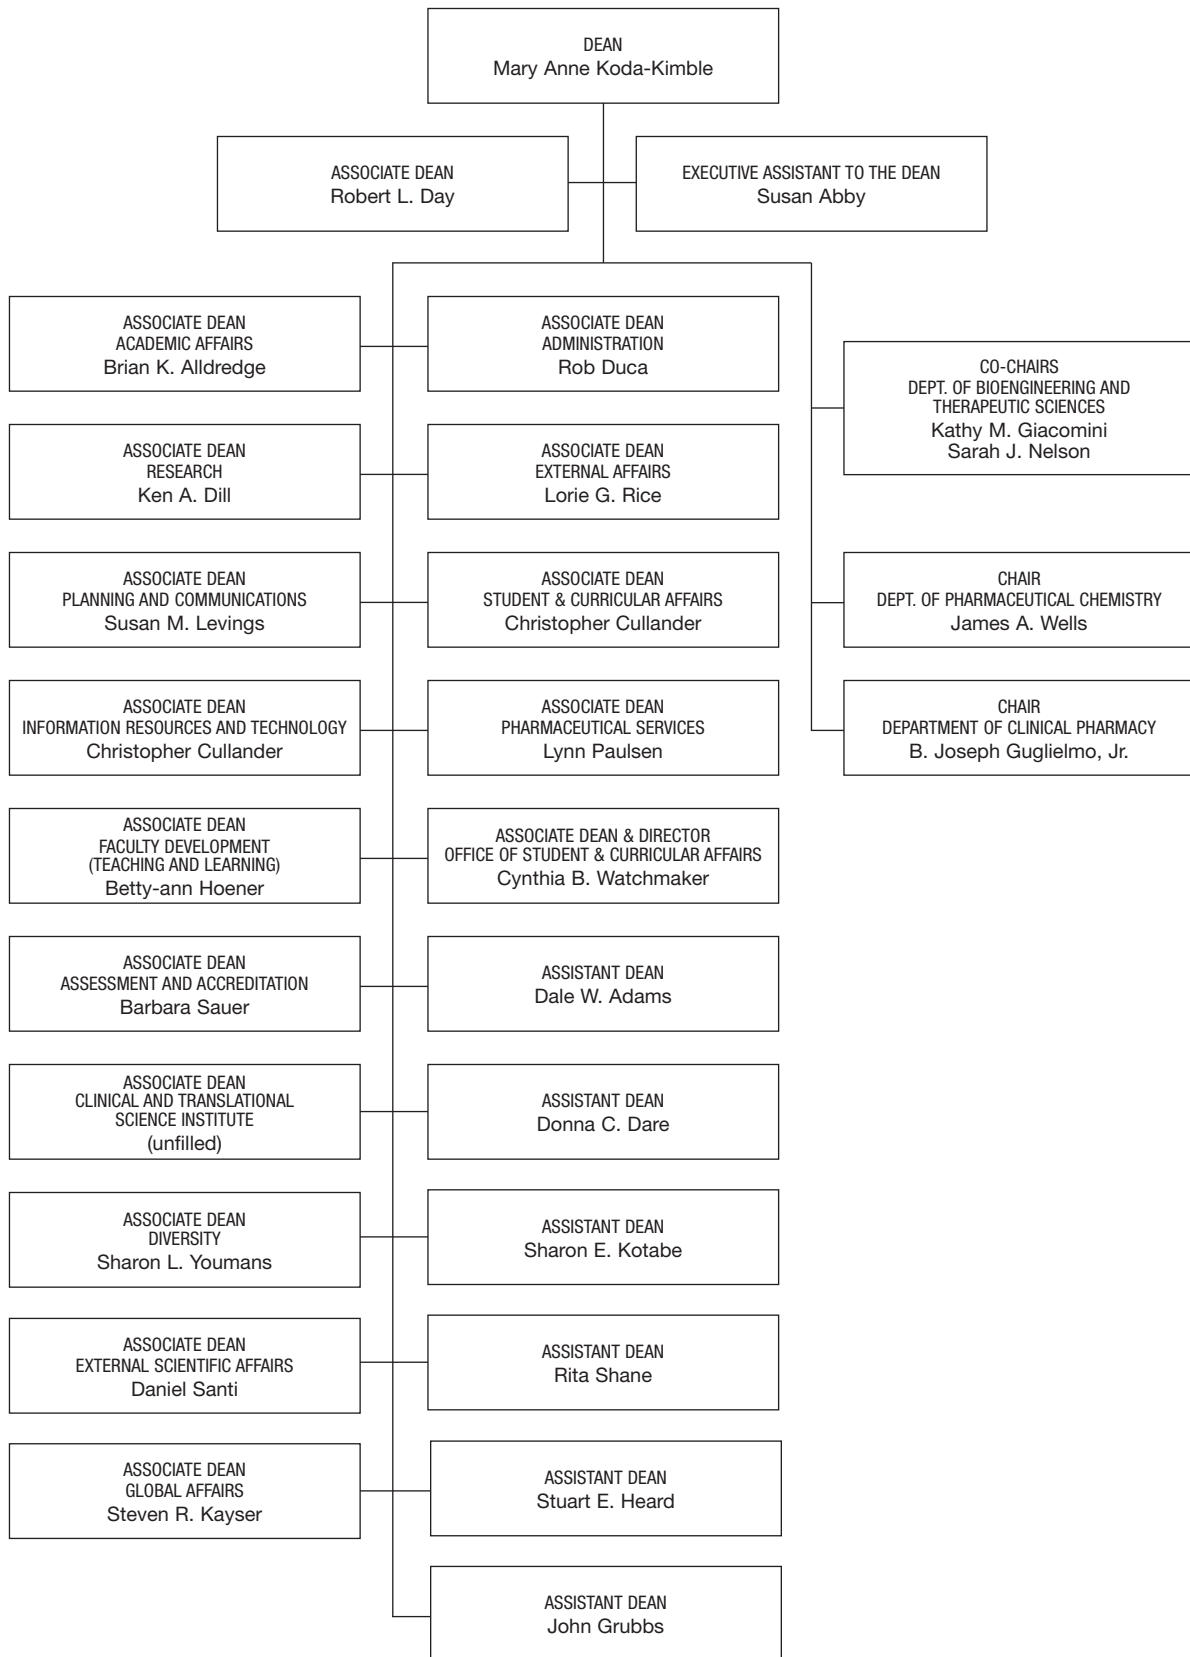 DEAN
Mary Anne Koda-Kimble
ASSOCIATE DEAN
Robert L. Day
EXECUTIVE ASSISTANT TO THE DEAN
Susan Abby
ASSOCIATE DEAN
ACADEMIC AFFAIRS
Brian K. Alldredge
ASSOCIATE DEAN
ADMINISTRATION
Rob Duca
CO-CHAIRS
DEPT. OF BIOENGINEERING AND
THERAPEUTIC SCIENCES
Kathy M. Giacomini
Sarah J. Nelson
ASSOCIATE DEAN
RESEARCH
Ken A. Dill
ASSOCIATE DEAN
EXTERNAL AFFAIRS
Lorie G. Rice
ASSOCIATE DEAN
PLANNING AND COMMUNICATIONS
Susan M. Levings
ASSOCIATE DEAN
STUDENT & CURRICULAR AFFAIRS
Christopher Cullander
CHAIR
DEPT. OF PHARMACEUTICAL CHEMISTRY
James A. Wells
ASSOCIATE DEAN
INFORMATION RESOURCES AND TECHNOLOGY
Christopher Cullander
ASSOCIATE DEAN
PHARMACEUTICAL SERVICES
Lynn Paulsen
CHAIR
DEPARTMENT OF CLINICAL PHARMACY
B. Joseph Guglielmo, Jr.
ASSOCIATE DEAN
FACULTY DEVELOPMENT
(TEACHING AND LEARNING)
Betty-ann Hoener
ASSOCIATE DEAN & DIRECTOR
OFFICE OF STUDENT & CURRICULAR AFFAIRS
Cynthia B. Watchmaker
ASSOCIATE DEAN
ASSESSMENT AND ACCREDITATION
Barbara Sauer
ASSISTANT DEAN
Dale W. Adams
ASSOCIATE DEAN
CLINICAL AND TRANSLATIONAL
SCIENCE INSTITUTE
(unfilled)
ASSISTANT DEAN
Donna C. Dare
ASSOCIATE DEAN
DIVERSITY
Sharon L. Youmans
ASSISTANT DEAN
Sharon E. Kotabe
ASSOCIATE DEAN
EXTERNAL SCIENTIFIC AFFAIRS
Daniel Santi
ASSISTANT DEAN
Rita Shane
ASSOCIATE DEAN
GLOBAL AFFAIRS
Steven R. Kayser
ASSISTANT DEAN
Stuart E. Heard
ASSISTANT DEAN
John Grubbs